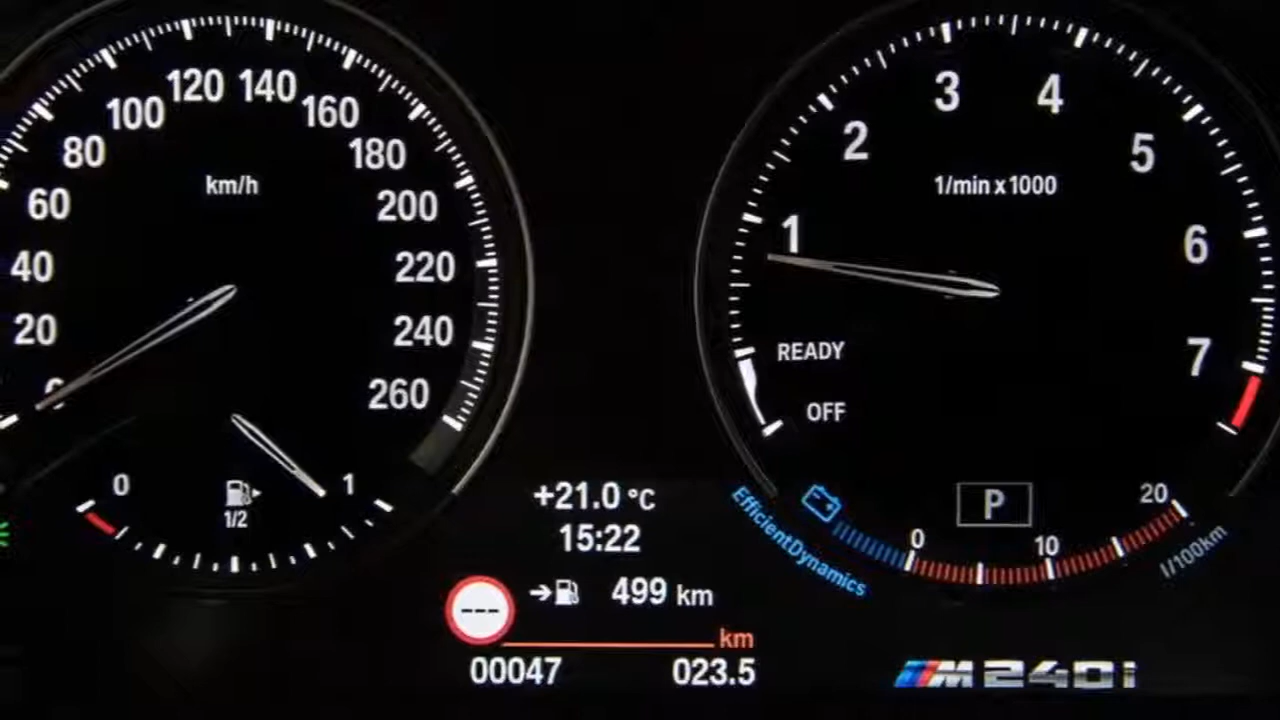 0
20
40
60
80
100
120
140
160
180
200
220
240
260
km/h
0
1/2
1
+21.0 °C
15:22
---
➔ 499 km
km
00047 023.5
OFF
READY
1
2
3
4
5
6
7
1/min x 1000
P
EfficientDynamics
0
10
20
l/100km
M240i